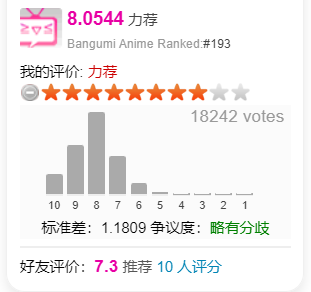 8.0544 力荐
Bangumi Anime Ranked:#193
我的评价: 力荐
18242 votes
10 9 8 7 6 5 4 3 2 1
标准差：1.1809 争议度：略有分歧
好友评价：7.3 推荐 10 人评分